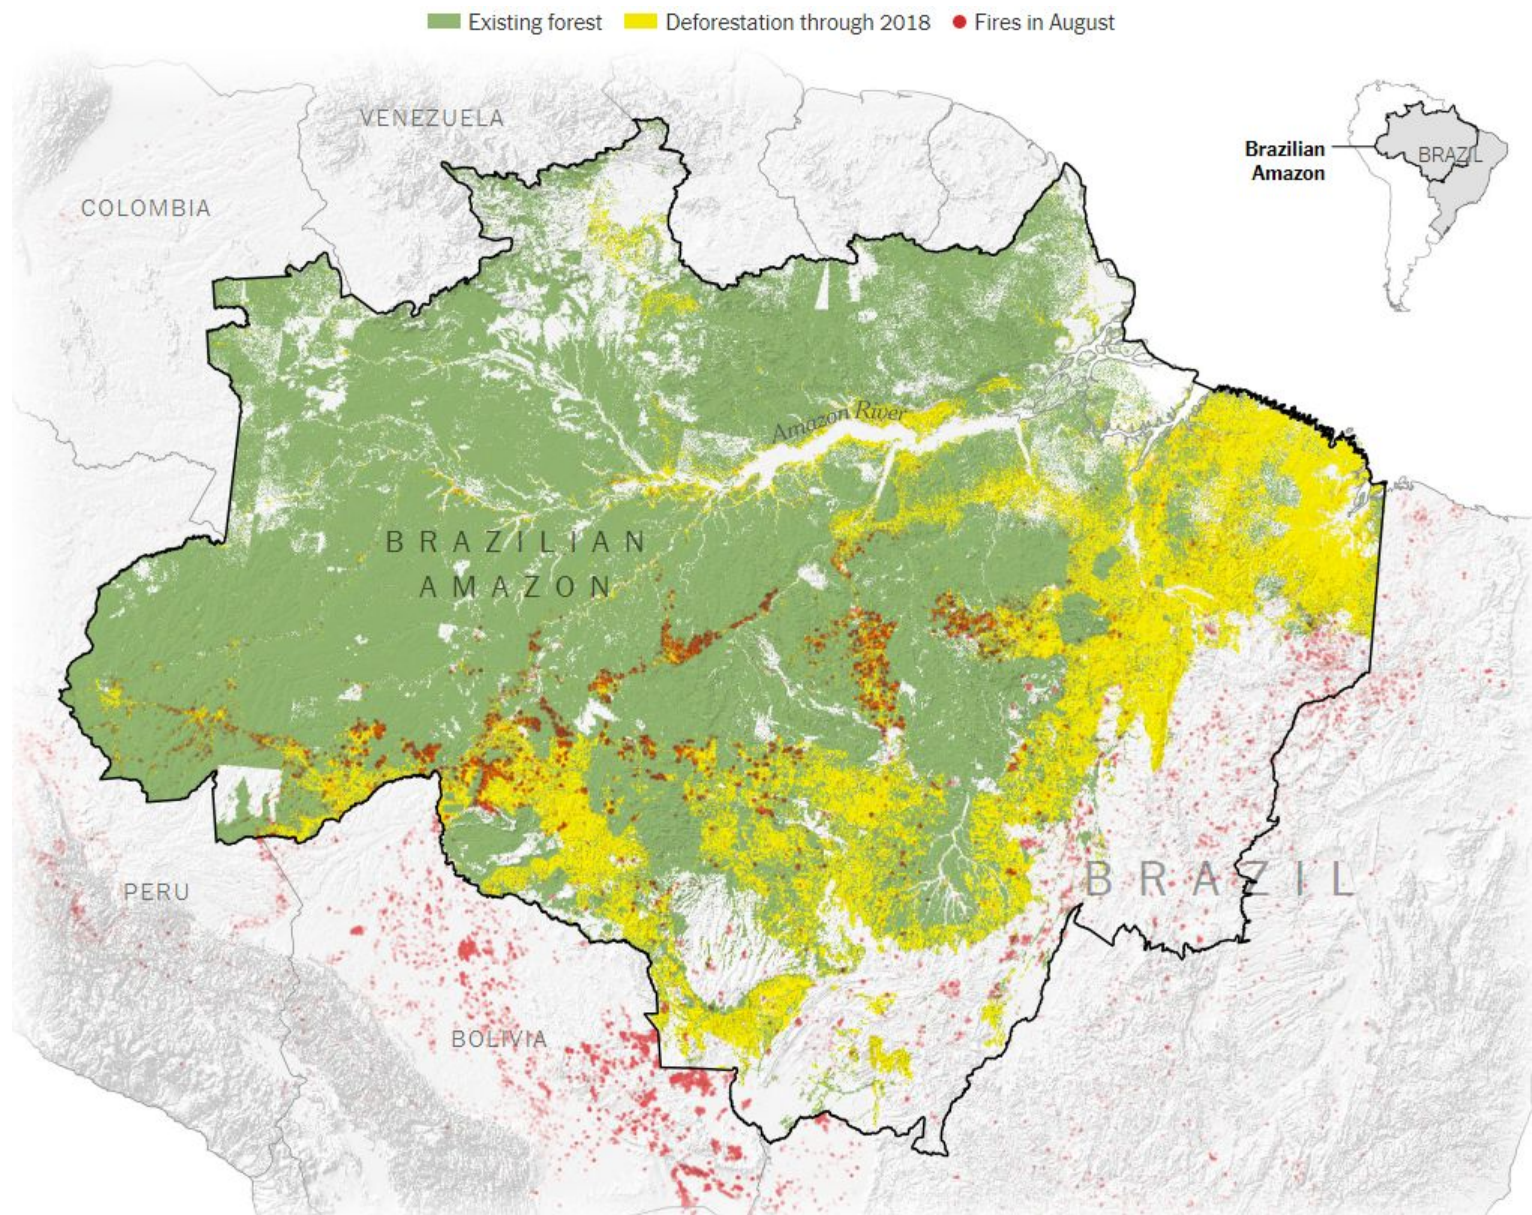 Existing forest
Deforestation through 2018
Fires in August
VENEZUELA
COLOMBIA
Brazilian
Amazon
BRAZIL
Amazon River
BRAZILIAN
AMAZON
PERU
BRAZIL
BOLIVIA